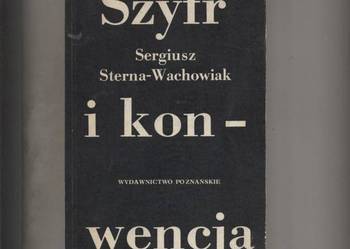 Szyfr
Sergiusz
Sterna-Wachowiak
i kon-
WYDAWNICTWO POZNAŃSKIE
wencja